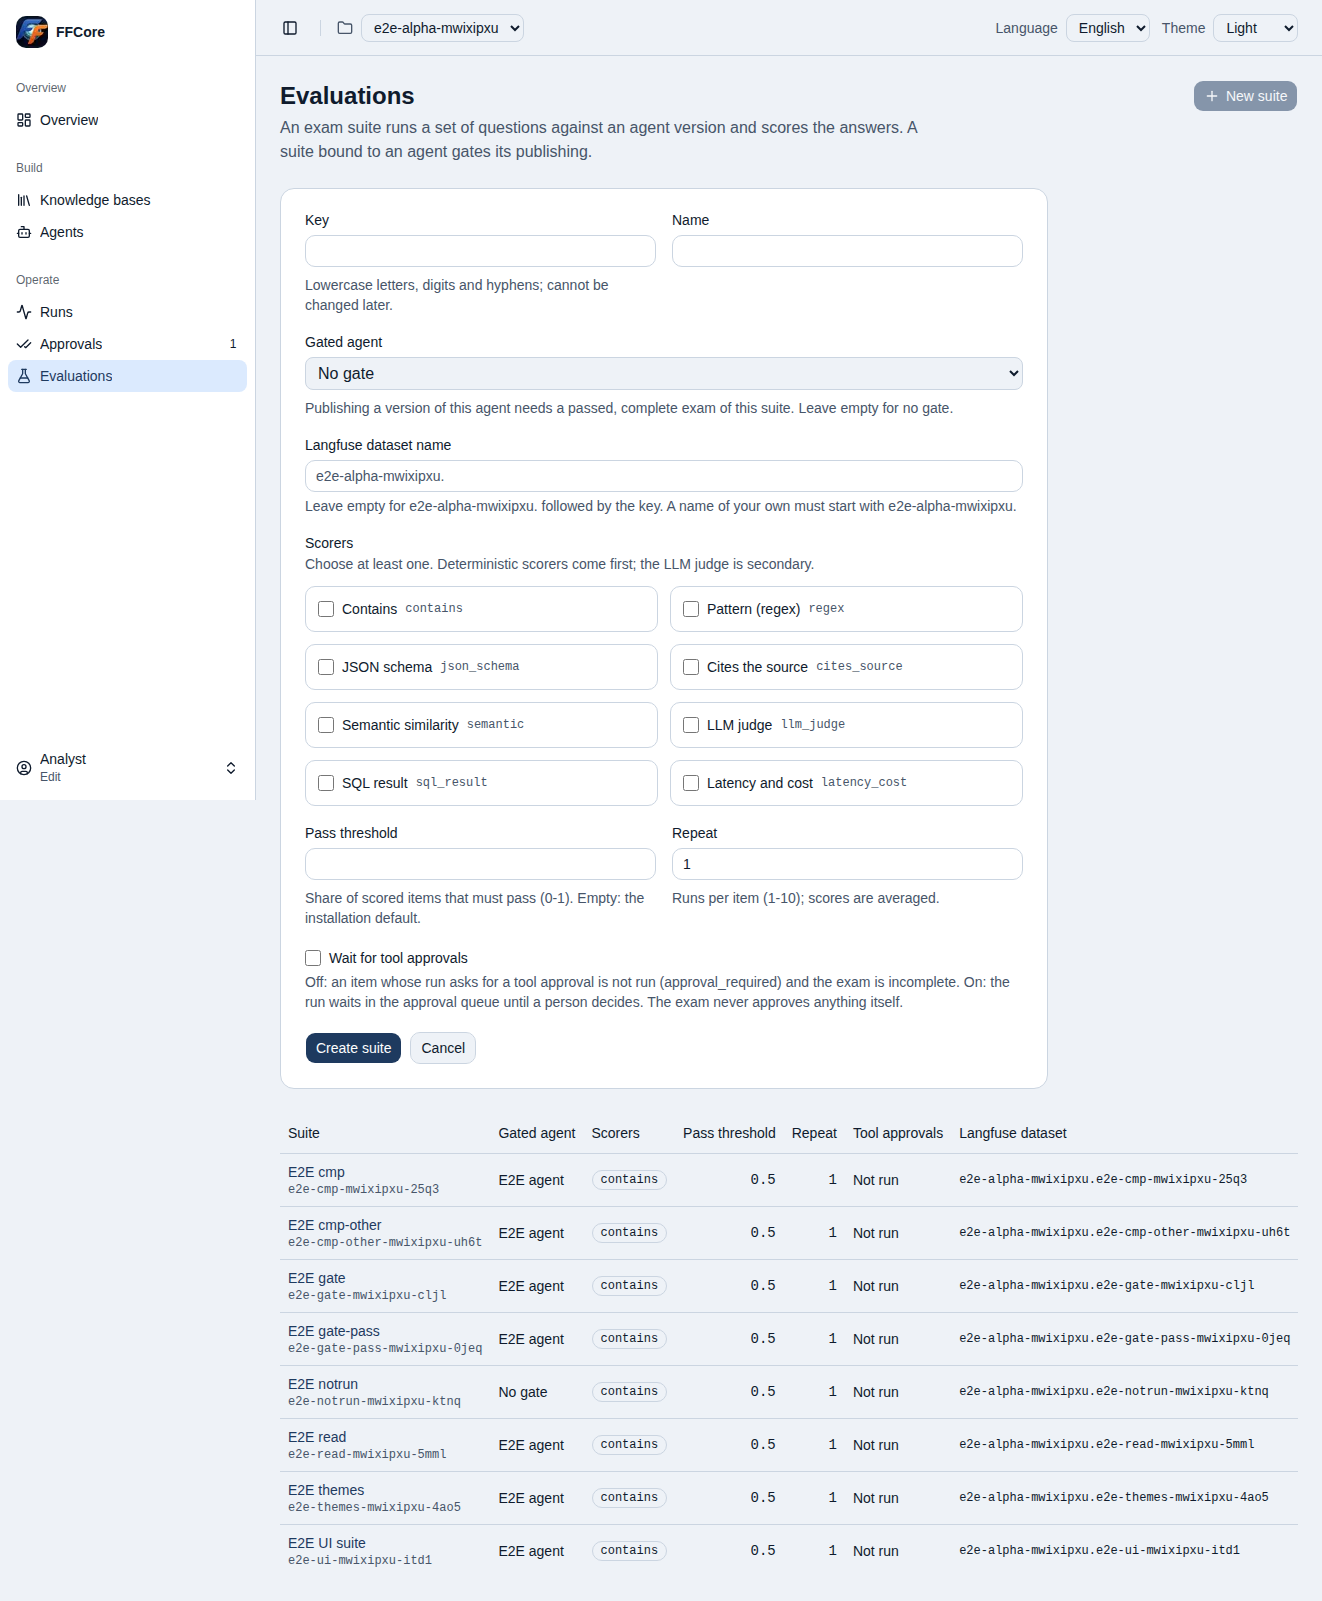 FFCore
e2e-alpha-mwixipxu
Language English Theme Light
Overview
Overview
Build
Knowledge bases
Agents
Operate
Runs
Approvals 1
Evaluations
Analyst
Edit
Evaluations
New suite
An exam suite runs a set of questions against an agent version and scores the answers. A
suite bound to an agent gates its publishing.
Key Name
Lowercase letters, digits and hyphens; cannot be
changed later.
Gated agent
No gate
Publishing a version of this agent needs a passed, complete exam of this suite. Leave empty for no gate.
Langfuse dataset name
e2e-alpha-mwixipxu.
Leave empty for e2e-alpha-mwixipxu. followed by the key. A name of your own must start with e2e-alpha-mwixipxu.
Scorers
Choose at least one. Deterministic scorers come first; the LLM judge is secondary.
Contains contains Pattern (regex) regex
JSON schema json_schema Cites the source cites_source
Semantic similarity semantic LLM judge llm_judge
SQL result sql_result Latency and cost latency_cost
Pass threshold Repeat
1
Share of scored items that must pass (0-1). Empty: the
installation default.
Runs per item (1-10); scores are averaged.
Wait for tool approvals
Off: an item whose run asks for a tool approval is not run (approval_required) and the exam is incomplete. On: the
run waits in the approval queue until a person decides. The exam never approves anything itself.
Create suite Cancel
Suite Gated agent Scorers Pass threshold Repeat Tool approvals Langfuse dataset
E2E cmp
e2e-cmp-mwixipxu-25q3 E2E agent contains 0.5 1 Not run e2e-alpha-mwixipxu.e2e-cmp-mwixipxu-25q3
E2E cmp-other
e2e-cmp-other-mwixipxu-uh6t E2E agent contains 0.5 1 Not run e2e-alpha-mwixipxu.e2e-cmp-other-mwixipxu-uh6t
E2E gate
e2e-gate-mwixipxu-cljl E2E agent contains 0.5 1 Not run e2e-alpha-mwixipxu.e2e-gate-mwixipxu-cljl
E2E gate-pass
e2e-gate-pass-mwixipxu-0jeq E2E agent contains 0.5 1 Not run e2e-alpha-mwixipxu.e2e-gate-pass-mwixipxu-0jeq
E2E notrun
e2e-notrun-mwixipxu-ktnq No gate contains 0.5 1 Not run e2e-alpha-mwixipxu.e2e-notrun-mwixipxu-ktnq
E2E read
e2e-read-mwixipxu-5mml E2E agent contains 0.5 1 Not run e2e-alpha-mwixipxu.e2e-read-mwixipxu-5mml
E2E themes
e2e-themes-mwixipxu-4ao5 E2E agent contains 0.5 1 Not run e2e-alpha-mwixipxu.e2e-themes-mwixipxu-4ao5
E2E UI suite
e2e-ui-mwixipxu-itd1 E2E agent contains 0.5 1 Not run e2e-alpha-mwixipxu.e2e-ui-mwixipxu-itd1